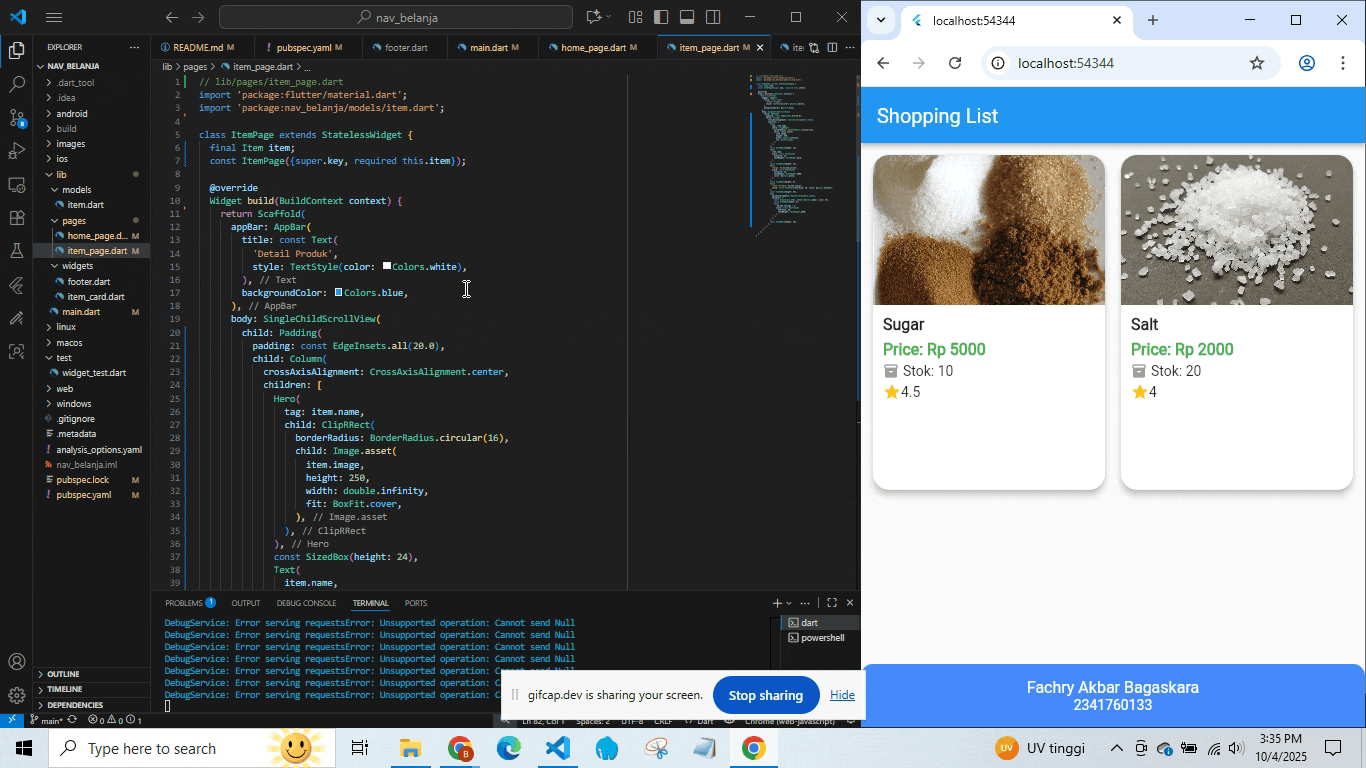 nav_belanja
EXPLORER
NAV_BELANJA
.dart_tool
.idea
android
build
images
ios
lib
models
item.dart
pages
home_page.d... M
item_page.dart M
widgets
footer.dart
item_card.dart
main.dart M
linux
macos
test
widget_test.dart
web
windows
.gitignore
.metadata
analysis_options.yaml
nav_belanja.iml
pubspec.lock M
pubspec.yaml M
OUTLINE
TIMELINE
DEPENDENCIES
README.md M
pubspec.yaml M
footer.dart
main.dart M
home_page.dart M
item_page.dart M
ite
lib > pages > item_page.dart > ...
1 // lib/pages/item_page.dart
2 import 'package:flutter/material.dart';
3 import 'package:nav_belanja/models/item.dart';
4
5 class ItemPage extends StatelessWidget {
6 final Item item;
7 const ItemPage({super.key, required this.item});
8
9 @override
10 Widget build(BuildContext context) {
11 return Scaffold(
12 appBar: AppBar(
13 title: const Text(
14 'Detail Produk',
15 style: TextStyle(color: Colors.white),
16 ), // Text
17 backgroundColor: Colors.blue,
18 ), // AppBar
19 body: SingleChildScrollView(
20 child: Padding(
21 padding: const EdgeInsets.all(20.0),
22 child: Column(
23 crossAxisAlignment: CrossAxisAlignment.center,
24 children: [
25 Hero(
26 tag: item.name,
27 child: ClipRRect(
28 borderRadius: BorderRadius.circular(16),
29 child: Image.asset(
30 item.image,
31 height: 250,
32 width: double.infinity,
33 fit: BoxFit.cover,
34 ), // Image.asset
35 ), // ClipRRect
36 ), // Hero
37 const SizedBox(height: 24),
38 Text(
39 item.name,
PROBLEMS 1 OUTPUT DEBUG CONSOLE TERMINAL PORTS
DebugService: Error serving requestsError: Unsupported operation: Cannot send Null
DebugService: Error serving requestsError: Unsupported operation: Cannot send Null
DebugService: Error serving requestsError: Unsupported operation: Cannot send Null
DebugService: Error serving requestsError: Unsupported operation: Cannot send Null
DebugService: Error serving requestsError: Unsupported operation: Cannot send Null
DebugService: Error serving requestsError: Unsupported operation: Cannot send Null
DebugService: Error serving requestsError: Unsupported operation: Cannot send Null
dart
powershell
gifcap.dev is sharing your screen.
Stop sharing
Hide
main* 0 0 1
Ln 82, Col 1 Spaces: 2 UTF-8 CRLF Dart Chrome (web-javascript)
localhost:54344
localhost:54344
Shopping List
Sugar
Price: Rp 5000
Stok: 10
4.5
Salt
Price: Rp 2000
Stok: 20
4
Fachry Akbar Bagaskara
2341760133
Type here to search
UV
UV tinggi
3:35 PM
10/4/2025